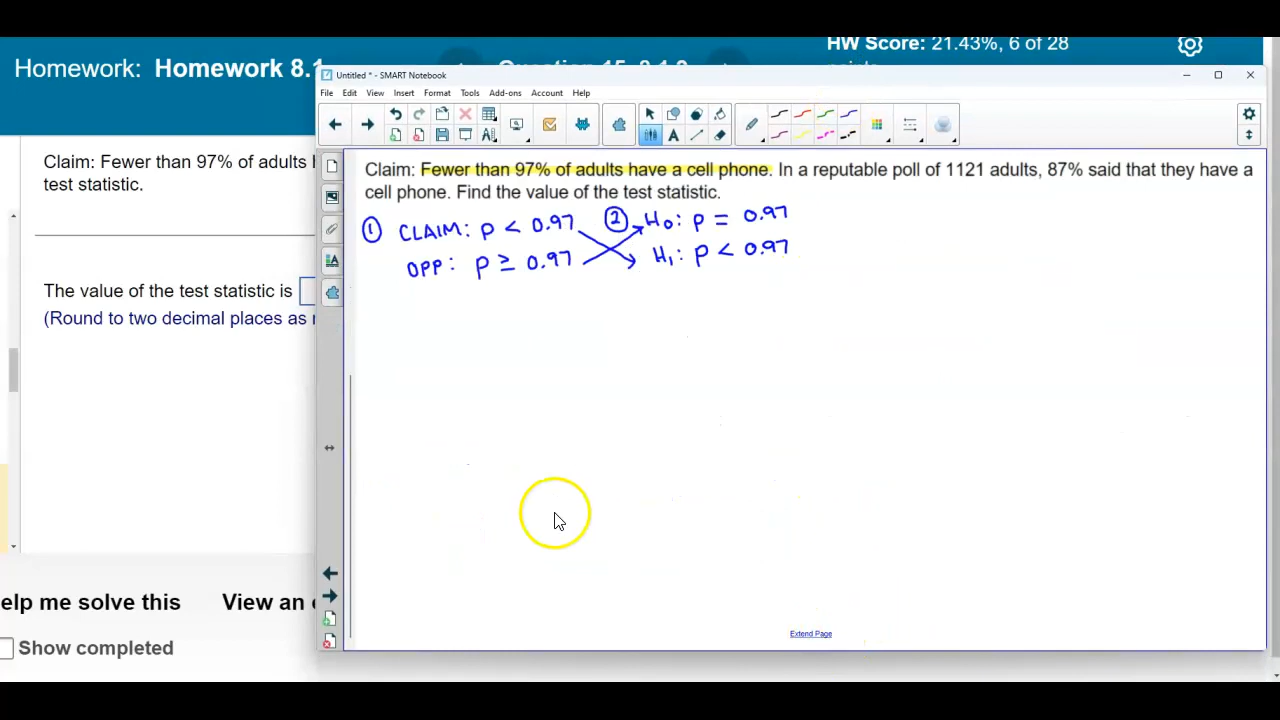 HW Score: 21.43%, 6 of 28
Homework: Homework 8.1
Untitled * - SMART Notebook
File Edit View Insert Format Tools Add-ons Account Help
Claim: Fewer than 97% of adults
test statistic.
The value of the test statistic is
(Round to two decimal places as
Claim: Fewer than 97% of adults have a cell phone. In a reputable poll of 1121 adults, 87% said that they have a
cell phone. Find the value of the test statistic.
① CLAIM: p < 0.97 ② H₀: p = 0.97
OPP: p ≥ 0.97 H₁: p < 0.97
elp me solve this View an
Show completed
Extend Page